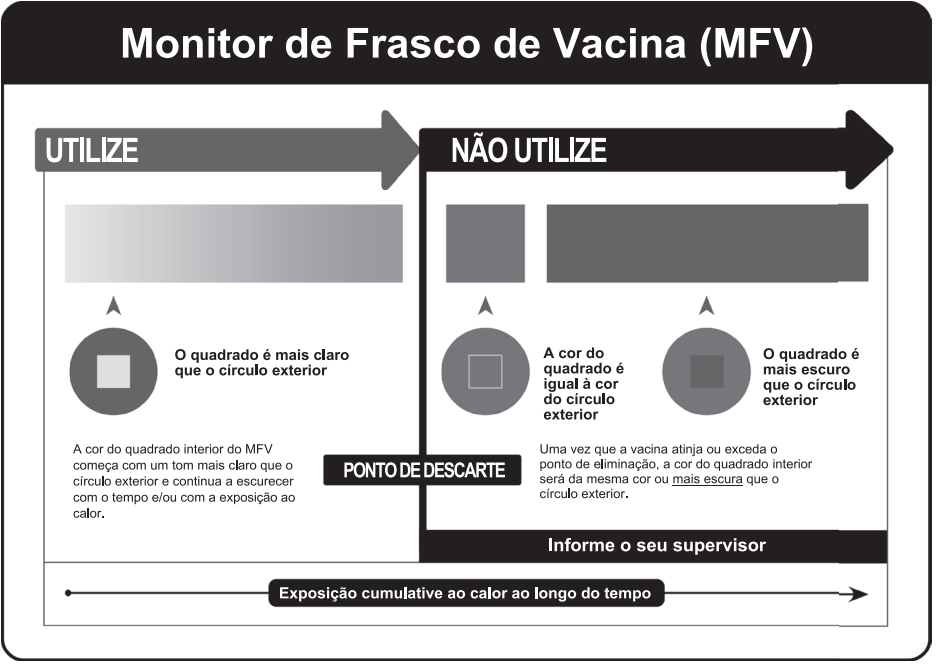 Monitor de Frasco de Vacina (MFV)
UTILIZE
NÃO UTILIZE
O quadrado é mais claro
que o círculo exterior
A cor do
quadrado é
igual à cor
do círculo
exterior
O quadrado é
mais escuro
que o círculo
exterior
A cor do quadrado interior do MFV
começa com um tom mais claro que o
círculo exterior e continua a escurecer
com o tempo e/ou com a exposição ao
calor.
PONTO DE DESCARTE
Uma vez que a vacina atinja ou exceda o
ponto de eliminação, a cor do quadrado interior
será da mesma cor ou mais escura que o
círculo exterior.
Informe o seu supervisor
Exposição cumulative ao calor ao longo do tempo